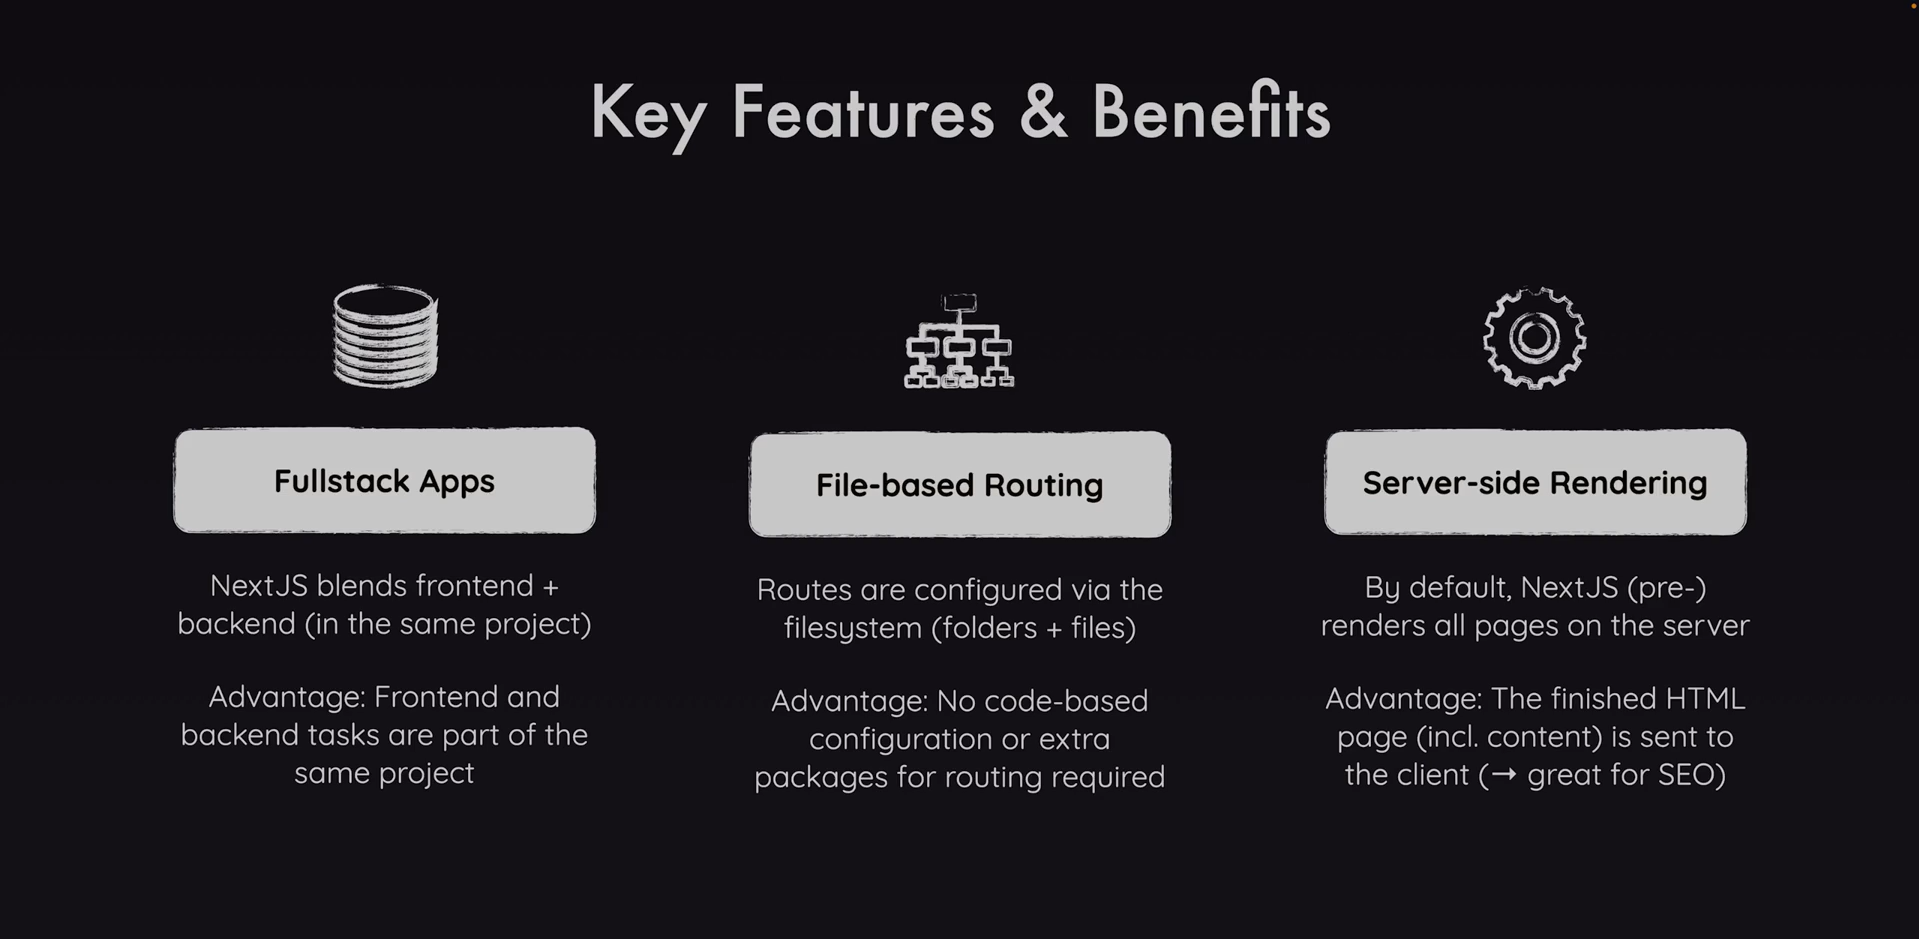 Key Features & Benefits
Fullstack Apps
NextJS blends frontend +
backend (in the same project)
Advantage: Frontend and
backend tasks are part of the
same project
File-based Routing
Routes are configured via the
filesystem (folders + files)
Advantage: No code-based
configuration or extra
packages for routing required
Server-side Rendering
By default, NextJS (pre-)
renders all pages on the server
Advantage: The finished HTML
page (incl. content) is sent to
the client (→ great for SEO)